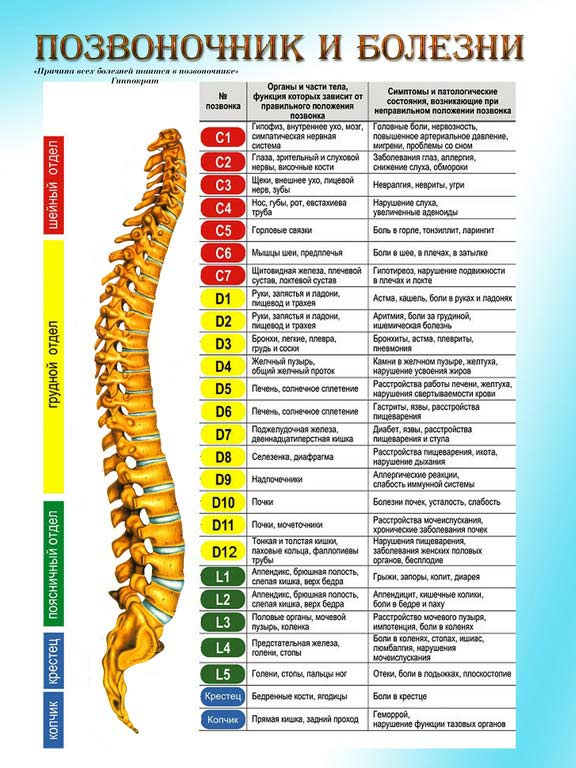 ПОЗВОНОЧНИК И БОЛЕЗНИ
«Причина всех болезней таится в позвоночнике»
Гиппократ
шейный отдел
грудной отдел
поясничный отдел
крестец
копчик
№
позвонка
Органы и части тела,
функция которых зависит от
правильного положения
позвонка
Симптомы и патологические
состояния, возникающие при
неправильном положении позвонка
C1
Гипофиз, внутреннее ухо, мозг,
симпатическая нервная
система
Головные боли, нервозность,
повышенное артериальное давление,
мигрени, проблемы со сном
C2
Глаза, зрительный и слуховой
нервы, височные кости
Заболевания глаз, аллергия,
снижение слуха, обмороки
C3
Щеки, внешнее ухо, лицевой
нерв, зубы
Невралгия, невриты, угри
C4
Нос, губы, рот, евстахиева
труба
Нарушение слуха,
увеличенные аденоиды
C5
Горловые связки
Боль в горле, тонзиллит, ларингит
C6
Мышцы шеи, предплечья
Боли в шее, в плечах, в затылке
C7
Щитовидная железа, плечевой
сустав, локтевой сустав
Гипотиреоз, нарушение подвижности
в плечах и локте
D1
Руки, запястья и ладони,
пищевод и трахея
Астма, кашель, боли в руках и ладонях
D2
Руки, запястья и ладони,
пищевод и трахея
Аритмия, боли за грудиной,
ишемическая болезнь
D3
Бронхи, легкие, плевра,
грудь и соски
Бронхиты, астма, плевриты,
пневмония
D4
Желчный пузырь,
общий желчный проток
Камни в желчном пузыре, желтуха,
нарушение усвоения жиров
D5
Печень, солнечное сплетение
Расстройства работы печени, желтуха,
нарушения свертываемости крови
D6
Печень, солнечное сплетение
Гастриты, язвы, расстройства
пищеварения
D7
Поджелудочная железа,
двеннадцатиперстная кишка
Диабет, язвы, расстройства
пищеварения и стула
D8
Селезенка, диафрагма
Расстройства пищеварения, икота,
нарушение дыхания
D9
Надпочечники
Аллергические реакции,
слабость иммунной системы
D10
Почки
Болезни почек, усталость, слабость
D11
Почки, мочеточники
Расстройства мочеиспускания,
хронические заболевания почек
D12
Тонкая и толстая кишки,
паховые кольца, фаллопиевы
трубы
Нарушения пищеварения,
заболевания женских половых
органов, бесплодие
L1
Аппендикс, брюшная полость,
слепая кишка, верх бедра
Грыжи, запоры, колит, диарея
L2
Аппендикс, брюшная полость,
слепая кишка, верх бедра
Аппендицит, кишечные колики,
боли в бедре и паху
L3
Половые органы, мочевой
пузырь, коленка
Расстройство мочевого пузыря,
импотенция, боли в коленях
L4
Предстательная железа,
голени, стопы
Боли в коленях, стопах, ишиас,
люмбалгия, нарушения
мочеиспускания
L5
Голени, стопы, пальцы ног
Отеки, боли в лодыжках, плоскостопие
Крестец
Бедренные кости, ягодицы
Боли в крестце
Копчик
Прямая кишка, задний проход
Геморрой,
нарушение функции тазовых органов